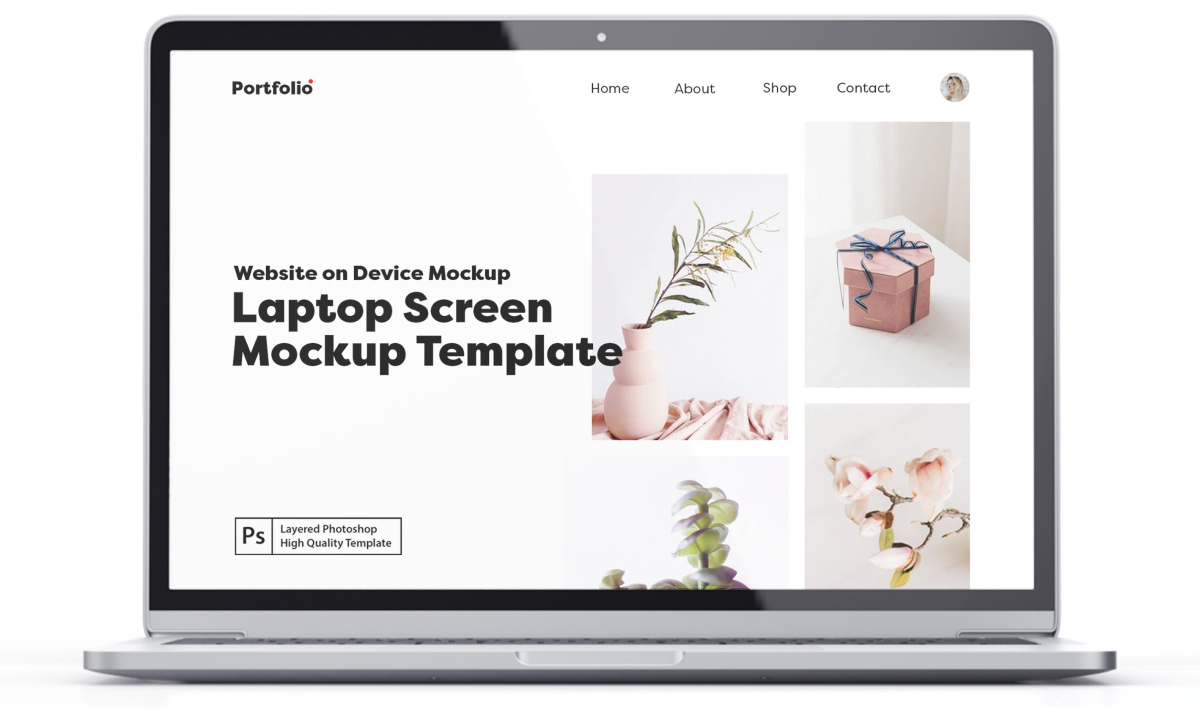 Portfolio
Home About Shop Contact
Website on Device Mockup
Laptop Screen
Mockup Template
Ps
Layered Photoshop
High Quality Template